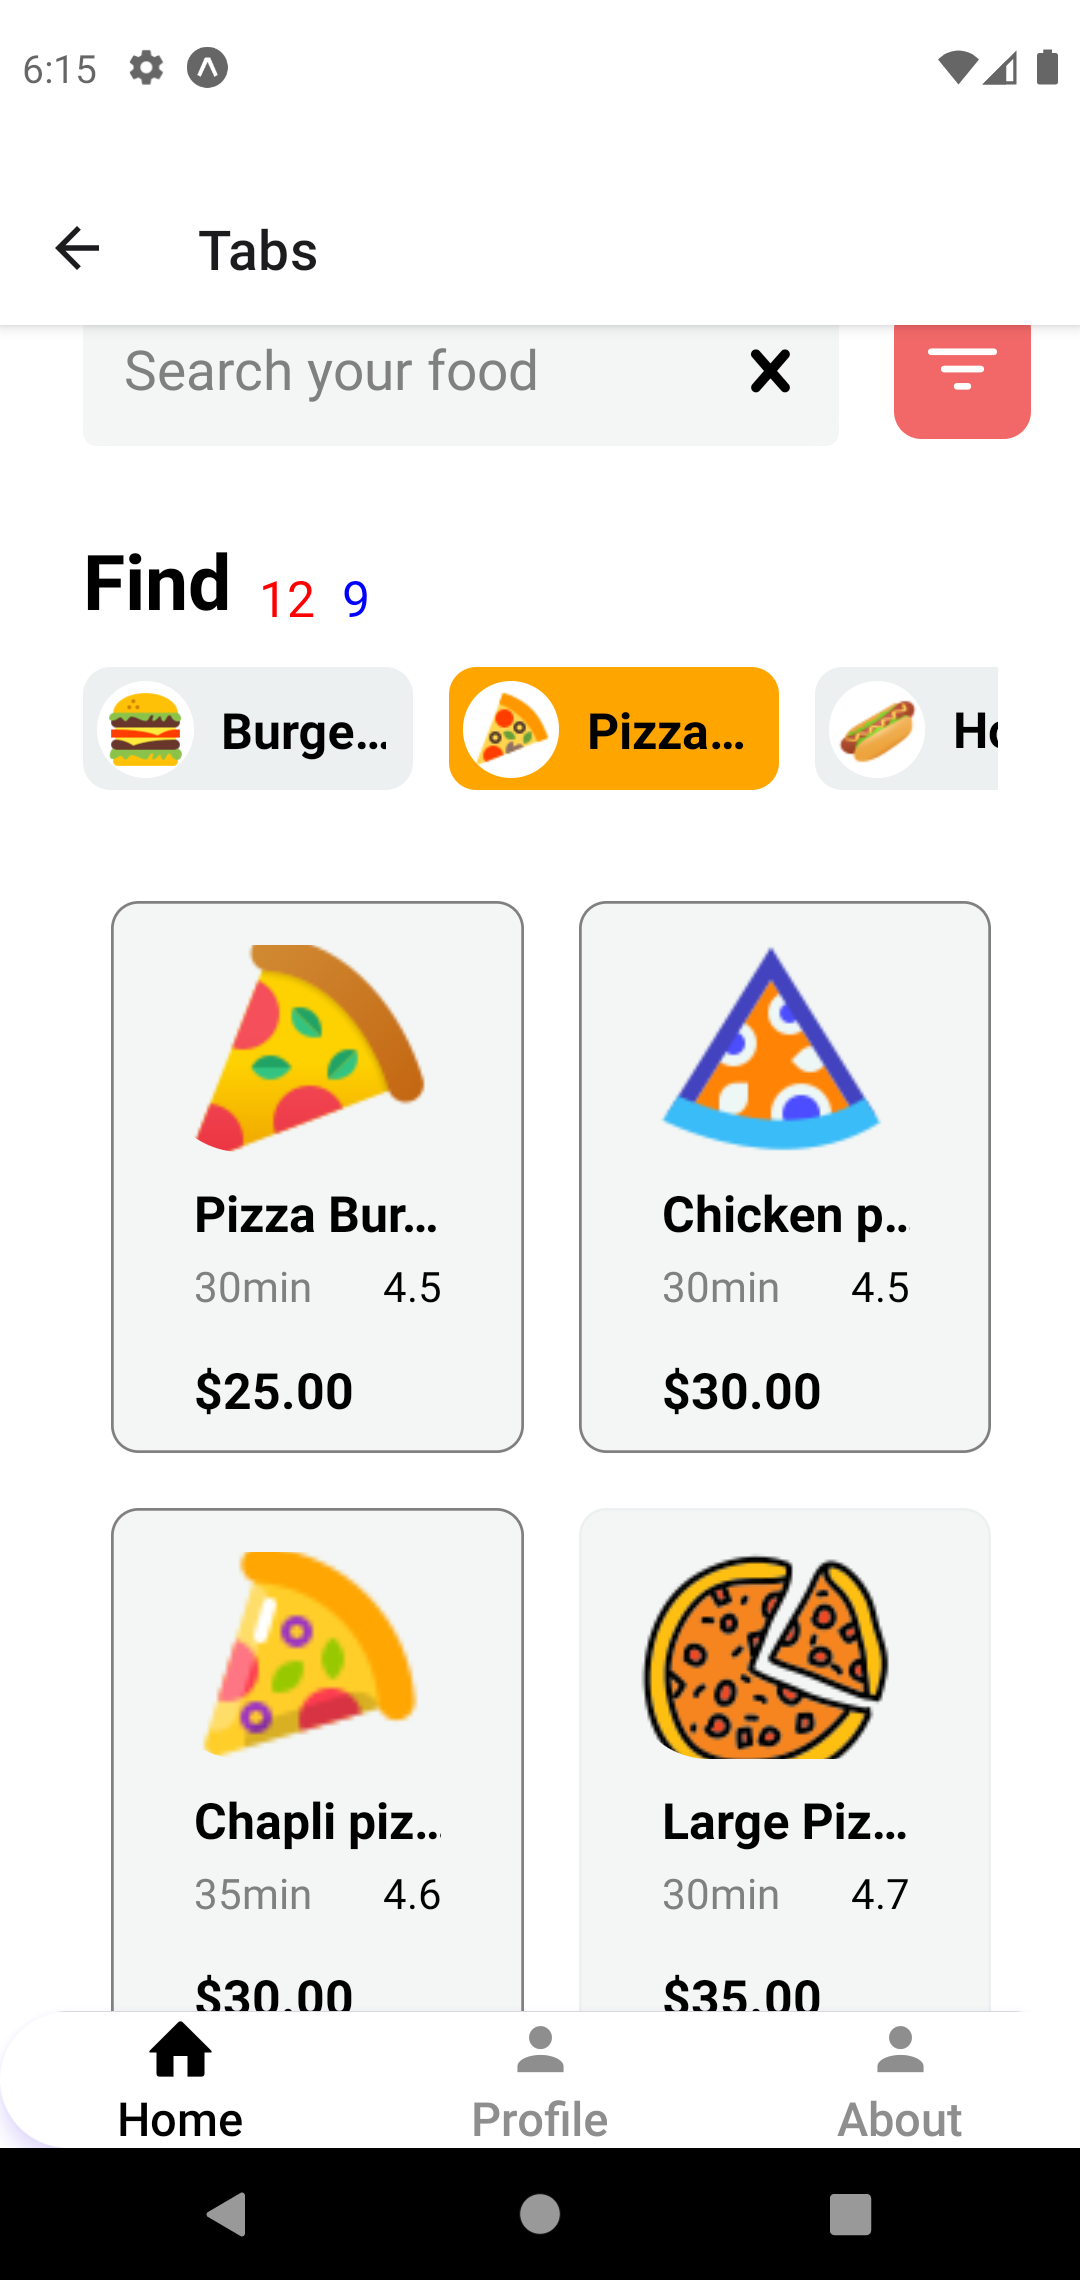 6:15
Tabs
Search your food
Find 12 9
Burge...
Pizza...
Ho
Pizza Bur...
30min 4.5
$25.00
Chicken p..
30min 4.5
$30.00
Chapli piz...
35min 4.6
$30.00
Large Piz...
30min 4.7
$35.00
Home
Profile
About